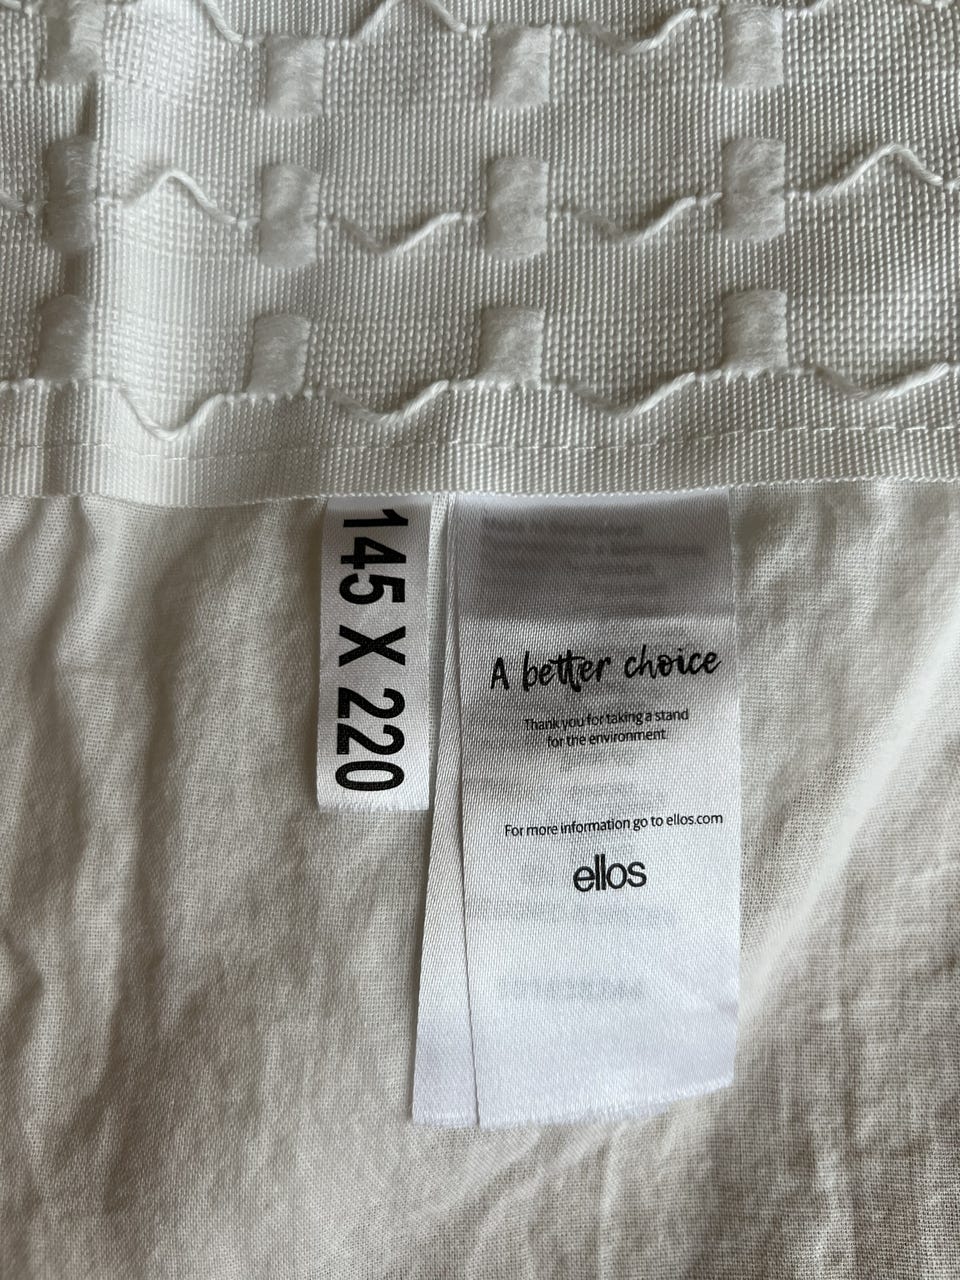 145 X 220
A better choice
Thank you for taking a stand
for the environment
For more information go to ellos.com
ellos